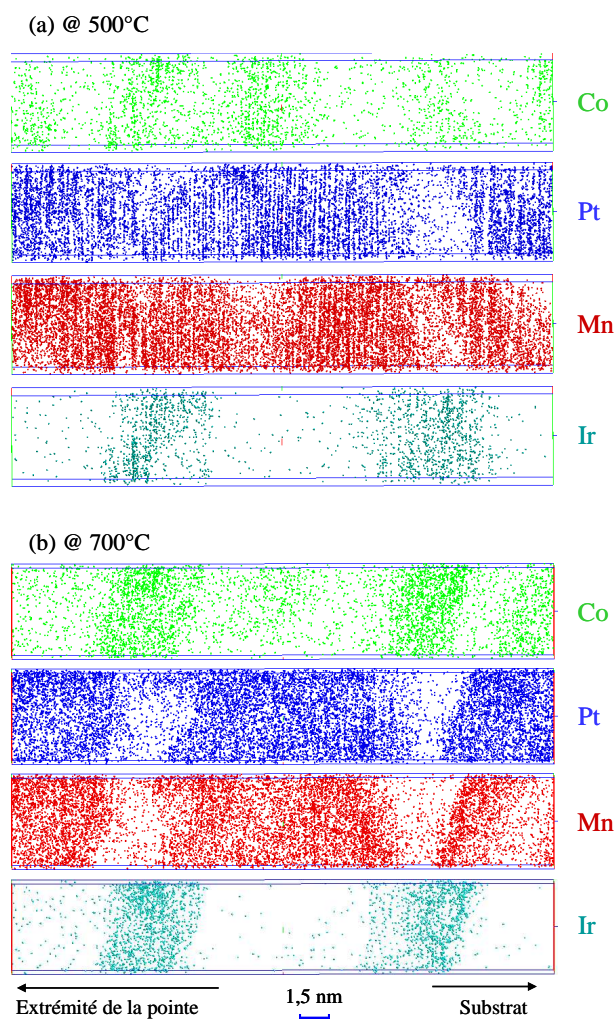 (a) @ 500°C
Co
Pt
Mn
Ir
(b) @ 700°C
Co
Pt
Mn
Ir
Extrémité de la pointe
1,5 nm
Substrat